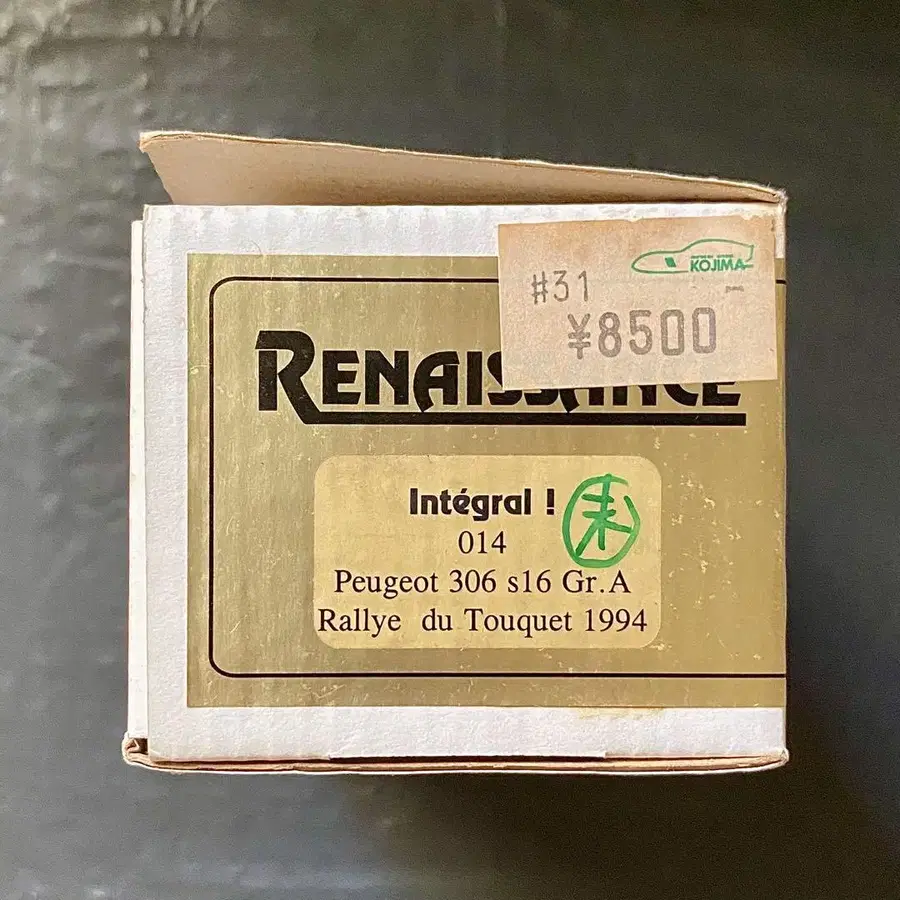 KOJIMA
#31 -
¥8500
RENAISSANCE
Intégral ! 未
014
Peugeot 306 s16 Gr.A
Rallye du Touquet 1994